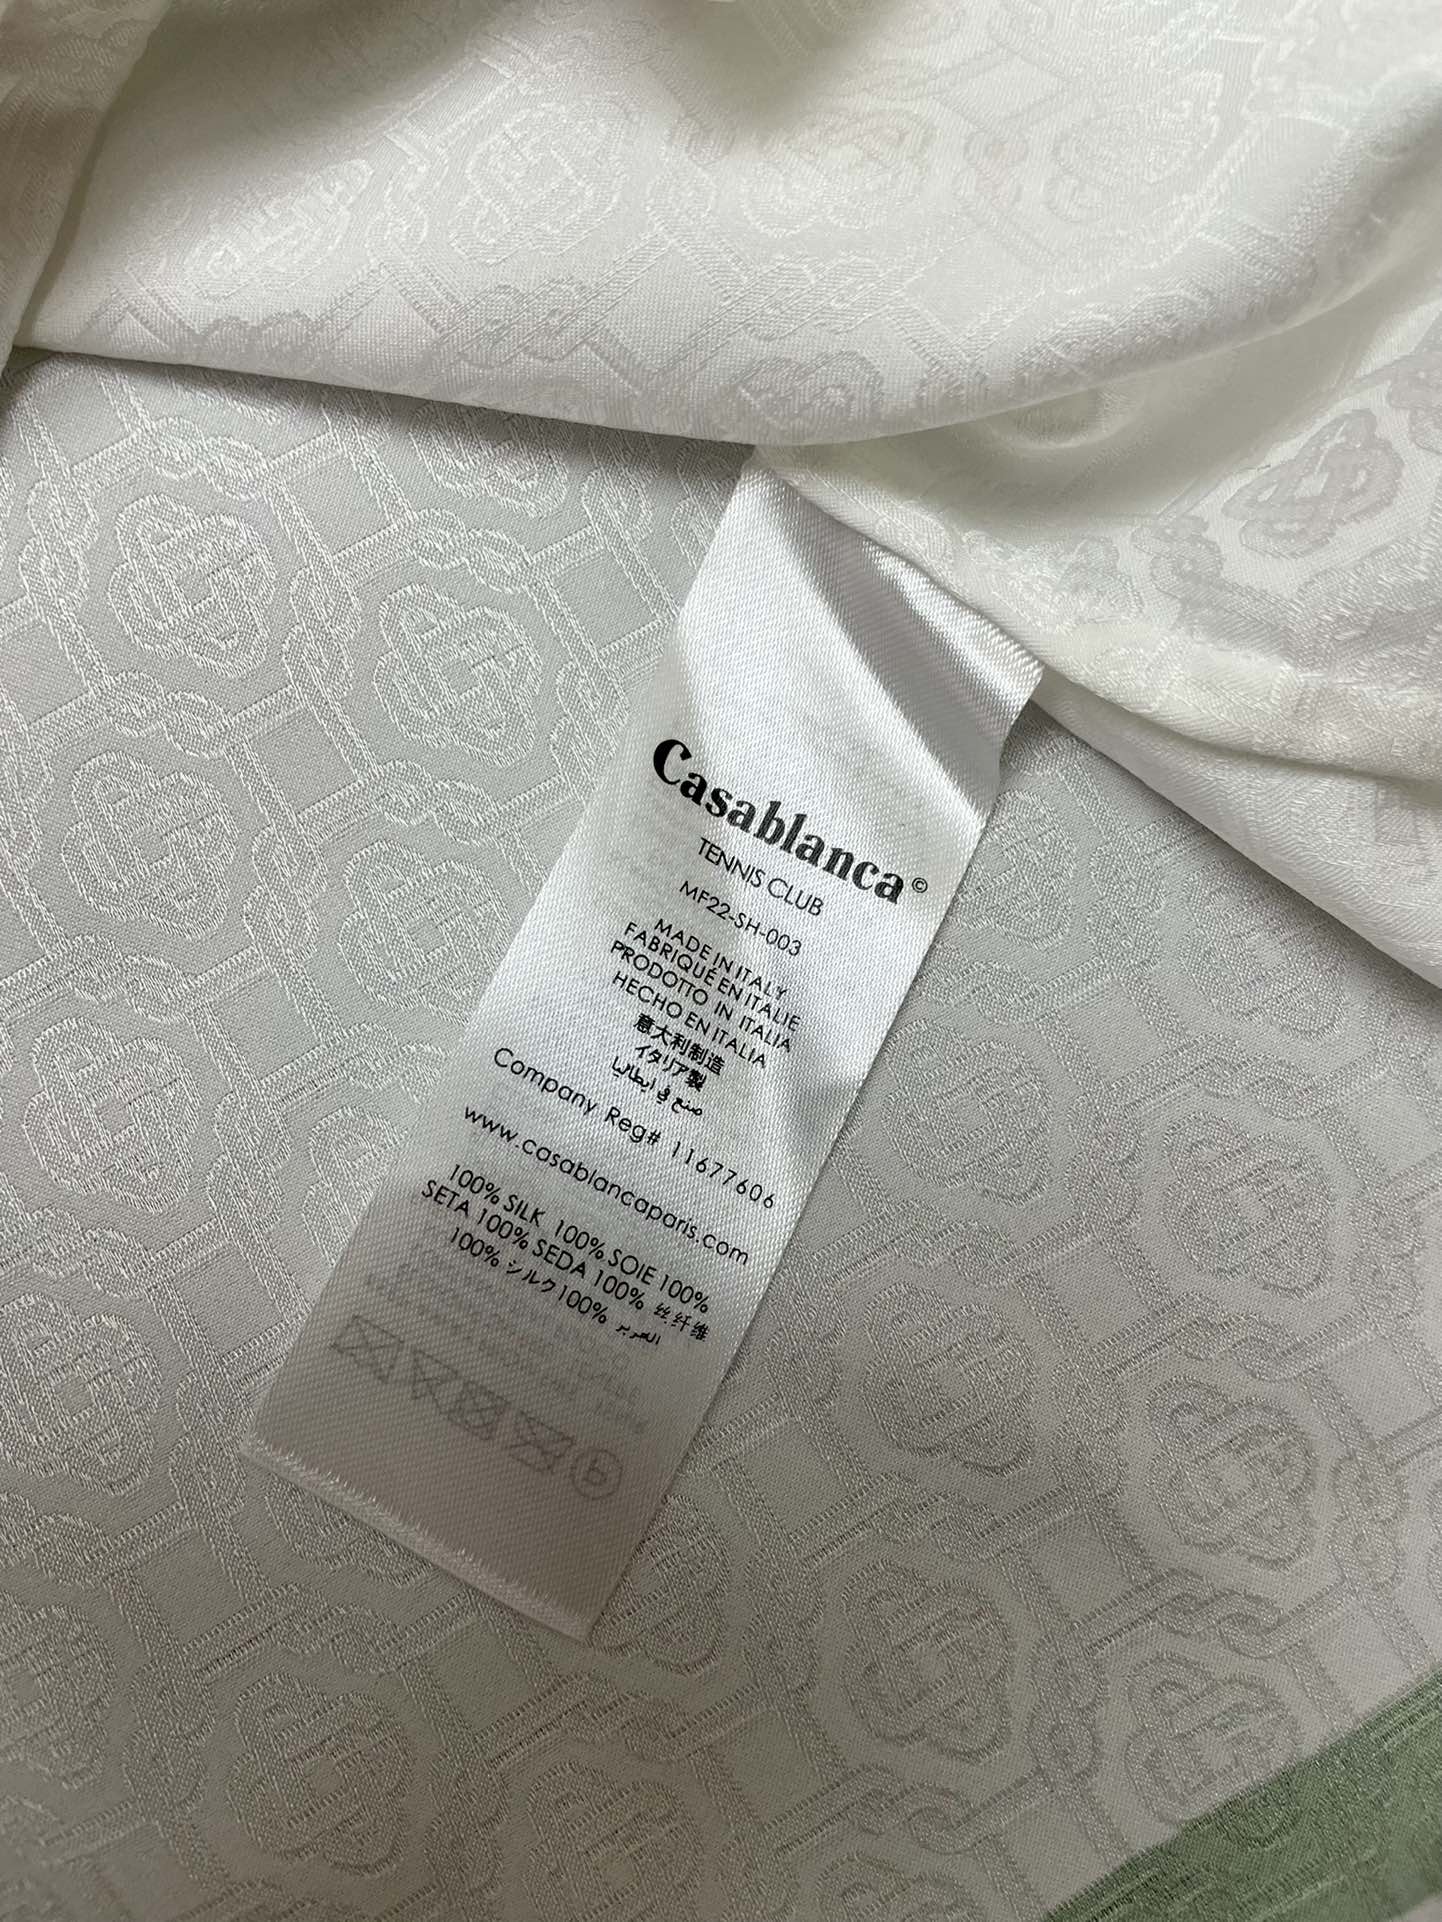 Casablanca©
TENNIS CLUB
MF22-SH-003
MADE IN ITALY
FABRIQUÉ EN ITALIE
PRODOTTO IN ITALIA
HECHO EN ITALIA
意大利制造
イタリア製
صنع في ايطاليا
Company Reg# 11677606
www.casablancaparis.com
100% SILK 100% SOIE 100%
SETA 100% SEDA 100% 丝纤维
100% シルク100% الحرير